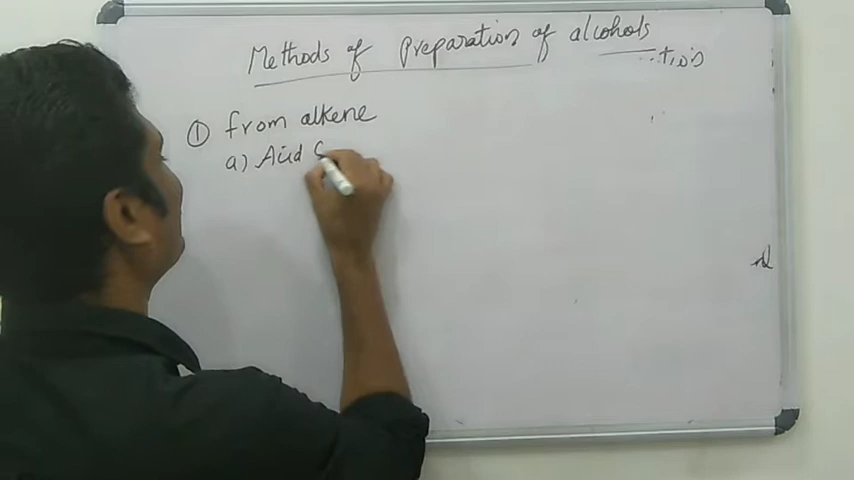 Methods of Preparation of alcohols
① from alkene
a) Acid